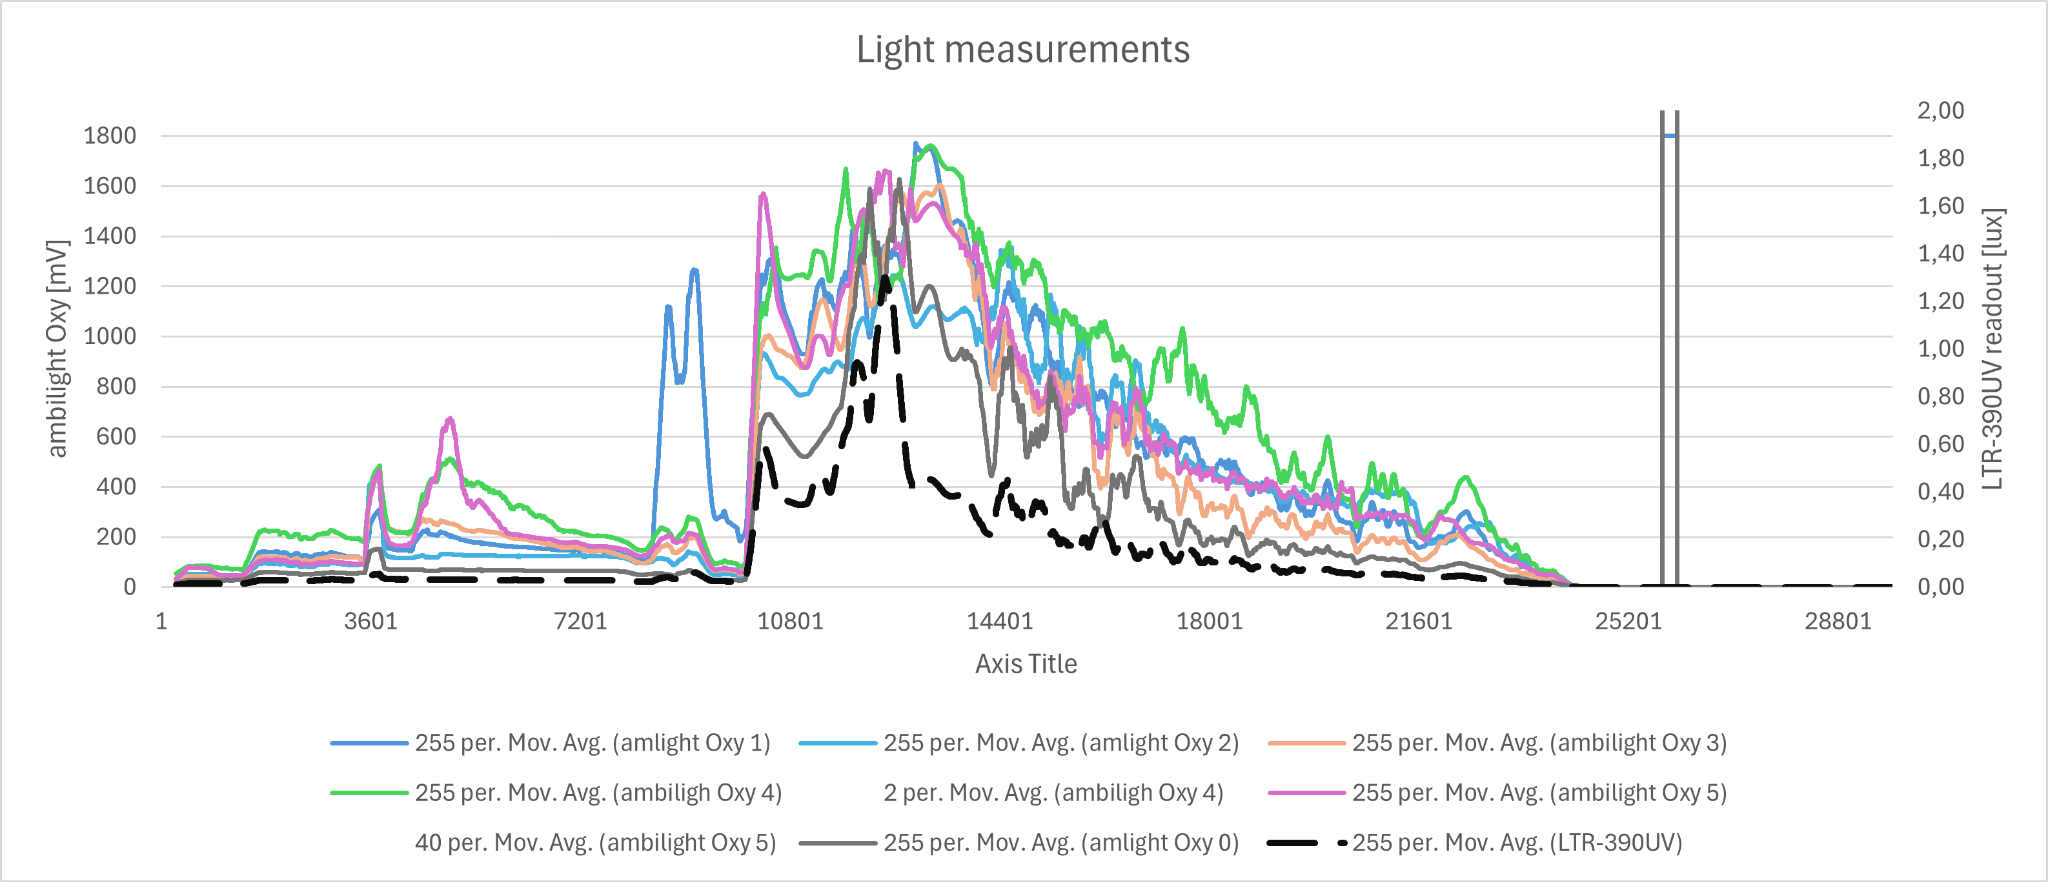 Light measurements
ambilight Oxy [mV]
1800
1600
1400
1200
1000
800
600
400
200
0
2,00
1,80
1,60
1,40
1,20
1,00
0,80
0,60
0,40
0,20
0,00
LTR-390UV readout [lux]
1 3601 7201 10801 14401 18001 21601 25201 28801
Axis Title
255 per. Mov. Avg. (amlight Oxy 1) 255 per. Mov. Avg. (amlight Oxy 2) 255 per. Mov. Avg. (ambilight Oxy 3)
255 per. Mov. Avg. (ambiligh Oxy 4) 2 per. Mov. Avg. (ambiligh Oxy 4) 255 per. Mov. Avg. (ambilight Oxy 5)
40 per. Mov. Avg. (ambilight Oxy 5) 255 per. Mov. Avg. (amlight Oxy 0) 255 per. Mov. Avg. (LTR-390UV)